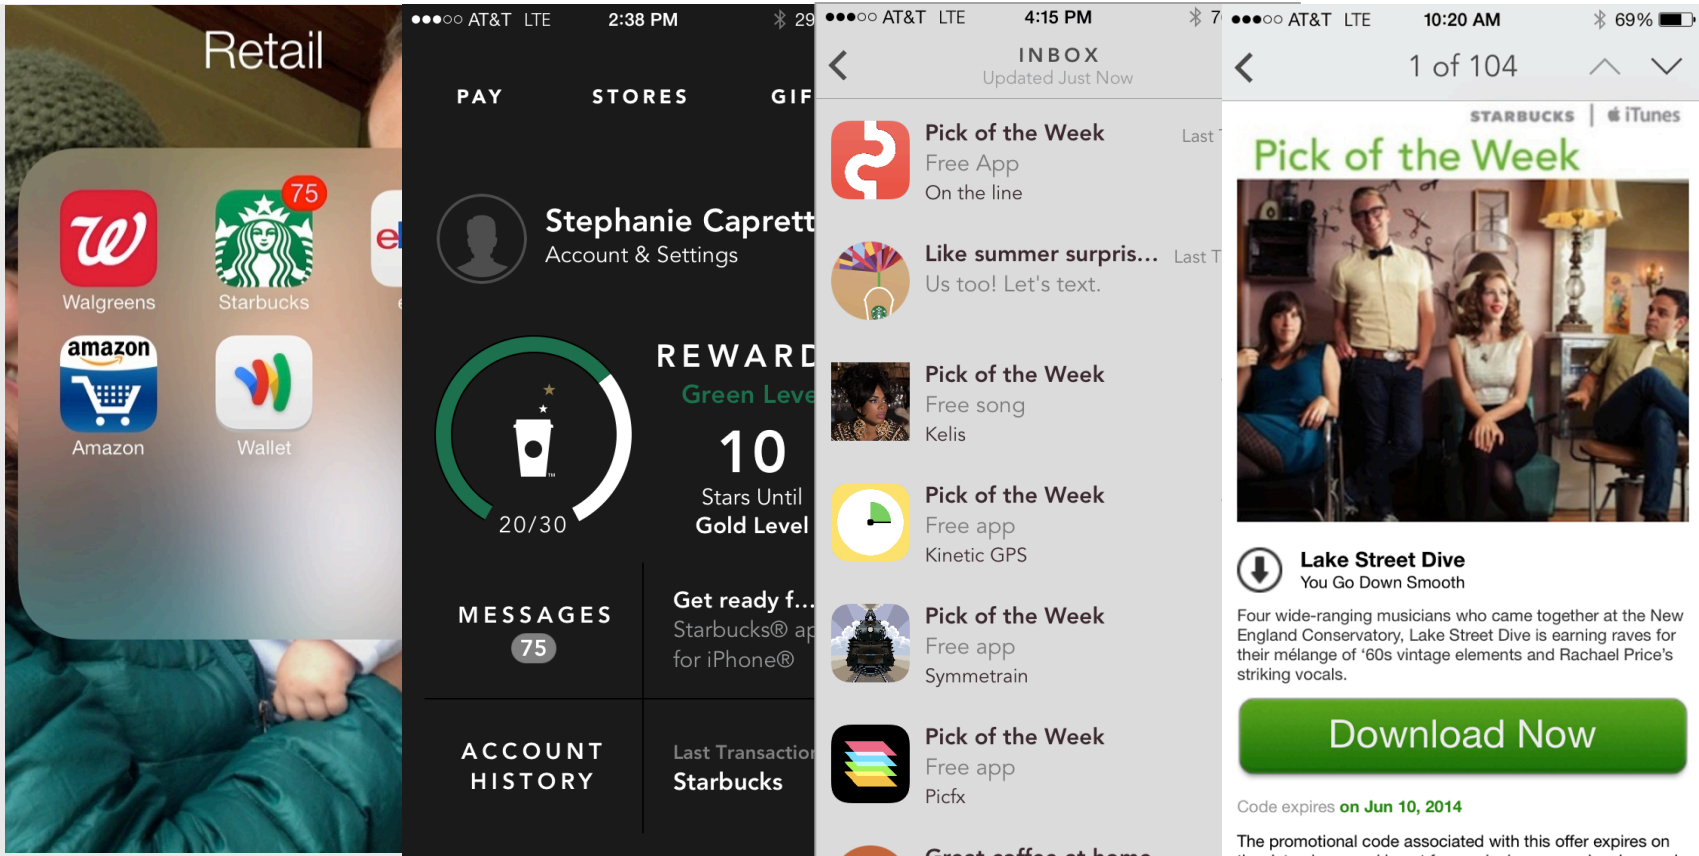 Retail
75
Walgreens
Starbucks
amazon
Amazon
Wallet
AT&T LTE
2:38 PM
29
PAY
STORES
GIF
Stephanie Caprett
Account & Settings
REWARD
Green Leve
10
Stars Until
Gold Level
20/30
MESSAGES
75
Get ready f...
Starbucks® ap
for iPhone®
ACCOUNT
HISTORY
Last Transaction
Starbucks
AT&T LTE
4:15 PM
7
INBOX
Updated Just Now
Pick of the Week
Last T
Free App
On the line
Like summer surpris...
Last T
Us too! Let's text.
Pick of the Week
Free song
Kelis
Pick of the Week
Free app
Kinetic GPS
Pick of the Week
Free app
Symmetrain
Pick of the Week
Free app
Picfx
Great coffee at home
AT&T LTE
10:20 AM
69%
1 of 104
STARBUCKS | iTunes
Pick of the Week
Lake Street Dive
You Go Down Smooth
Four wide-ranging musicians who came together at the New
England Conservatory, Lake Street Dive is earning raves for
their mélange of ‘60s vintage elements and Rachael Price’s
striking vocals.
Download Now
Code expires on Jun 10, 2014
The promotional code associated with this offer expires on